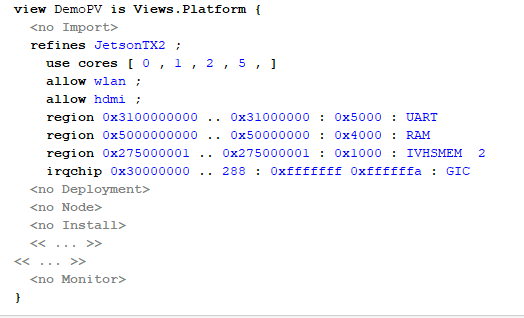 view DemoPV is Views.Platform {
<no Import>
refines JetsonTX2 ;
use cores [ 0 , 1 , 2 , 5 , ]
allow wlan ;
allow hdmi ;
region 0x3100000000 .. 0x31000000 : 0x5000 : UART
region 0x5000000000 .. 0x50000000 : 0x4000 : RAM
region 0x275000001 .. 0x275000001 : 0x1000 : IVHSMEM 2
irqchip 0x30000000 .. 288 : 0xfffffff 0xffffffa : GIC
<no Deployment>
<no Node>
<no Install>
<< ... >>
<< ... >>
<no Monitor>
}